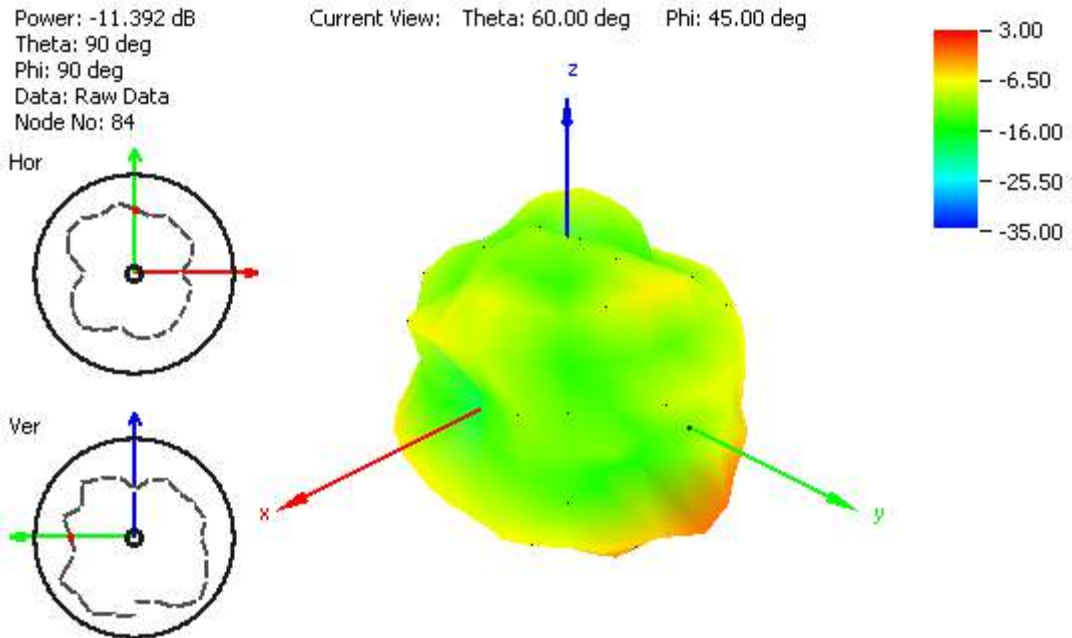 Power: -11.392 dB
Theta: 90 deg
Phi: 90 deg
Data: Raw Data
Node No: 84
Current View: Theta: 60.00 deg Phi: 45.00 deg
3.00
-6.50
-16.00
-25.50
-35.00
Hor
Ver
z
x
y